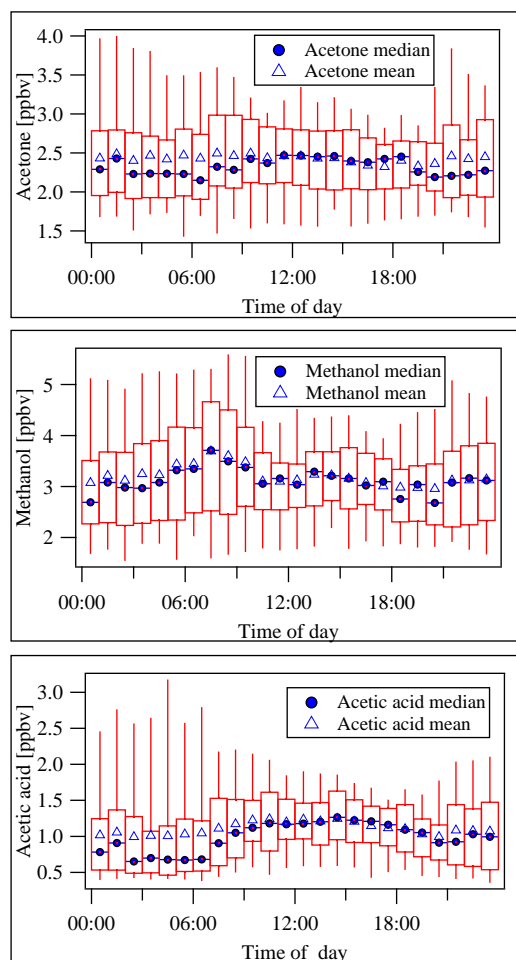 4.0
3.5
3.0
2.5
2.0
1.5
Acetone [ppbv]
Acetone median
Acetone mean
00:00 06:00 12:00 18:00
Time of day
5
4
3
2
Methanol [ppbv]
Methanol median
Methanol mean
00:00 06:00 12:00 18:00
Time of day
3.0
2.5
2.0
1.5
1.0
0.5
Acetic acid [ppbv]
Acetic acid median
Acetic acid mean
00:00 06:00 12:00 18:00
Time of day